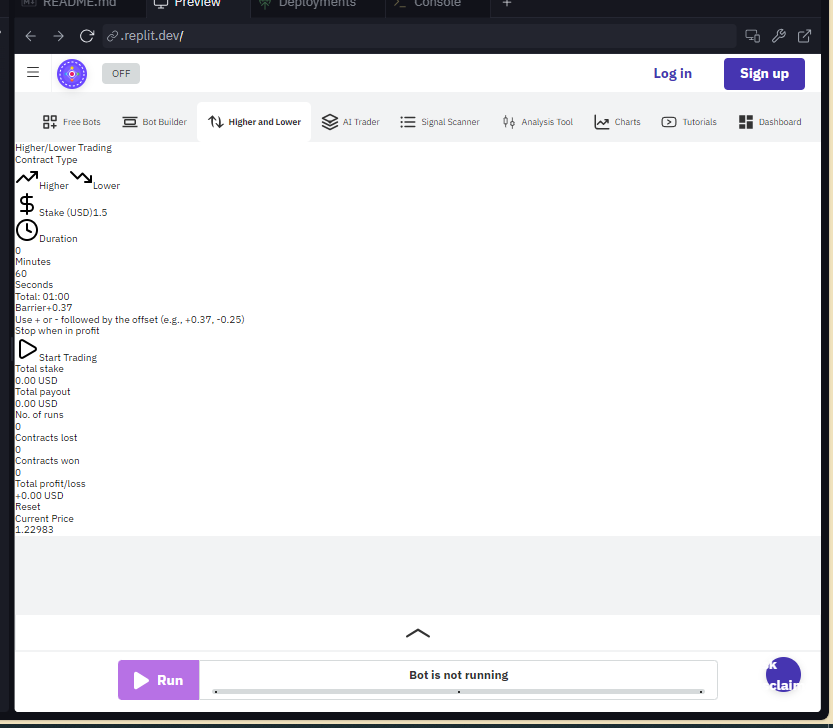 README.md Preview Deployments Console
.replit.dev/
OFF Log in Sign up
Free Bots Bot Builder Higher and Lower AI Trader Signal Scanner Analysis Tool Charts Tutorials Dashboard
Higher/Lower Trading
Contract Type
Higher Lower
Stake (USD)1.5
Duration
0
Minutes
60
Seconds
Total: 01:00
Barrier+0.37
Use + or - followed by the offset (e.g., +0.37, -0.25)
Stop when in profit
Start Trading
Total stake
0.00 USD
Total payout
0.00 USD
No. of runs
0
Contracts lost
0
Contracts won
0
Total profit/loss
+0.00 USD
Reset
Current Price
1.22983
Run Bot is not running